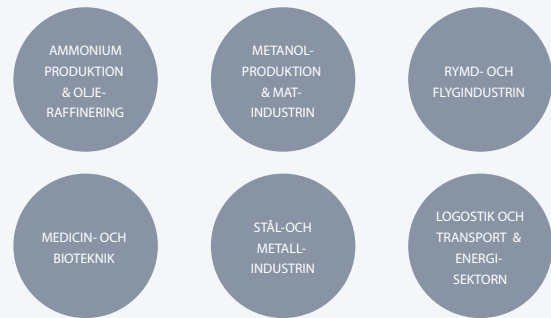 AMMONIUM
PRODUKTION
& OLJE-
RAFFINERING
METANOL-
PRODUKTION
& MAT-
INDUSTRIN
RYMD- OCH
FLYGINDUSTRIN
MEDICIN- OCH
BIOTEKNIK
STÅL-OCH
METALL-
INDUSTRIN
LOGOSTIK OCH
TRANSPORT &
ENERGI-
SEKTORN